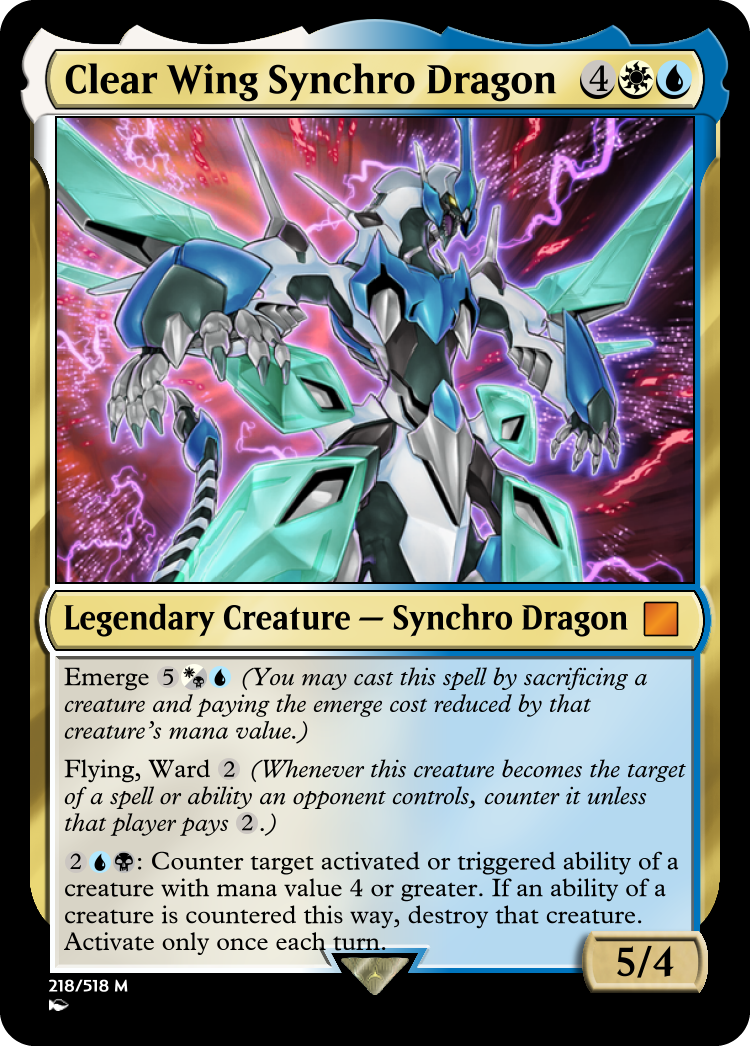 Clear Wing Synchro Dragon 4
Legendary Creature — Synchro Dragon
Emerge 5 (You may cast this spell by sacrificing a
creature and paying the emerge cost reduced by that
creature's mana value.)
Flying, Ward 2 (Whenever this creature becomes the target
of a spell or ability an opponent controls, counter it unless
that player pays 2.)
2 : Counter target activated or triggered ability of a
creature with mana value 4 or greater. If an ability of a
creature is countered this way, destroy that creature.
Activate only once each turn.
5/4
218/518 M